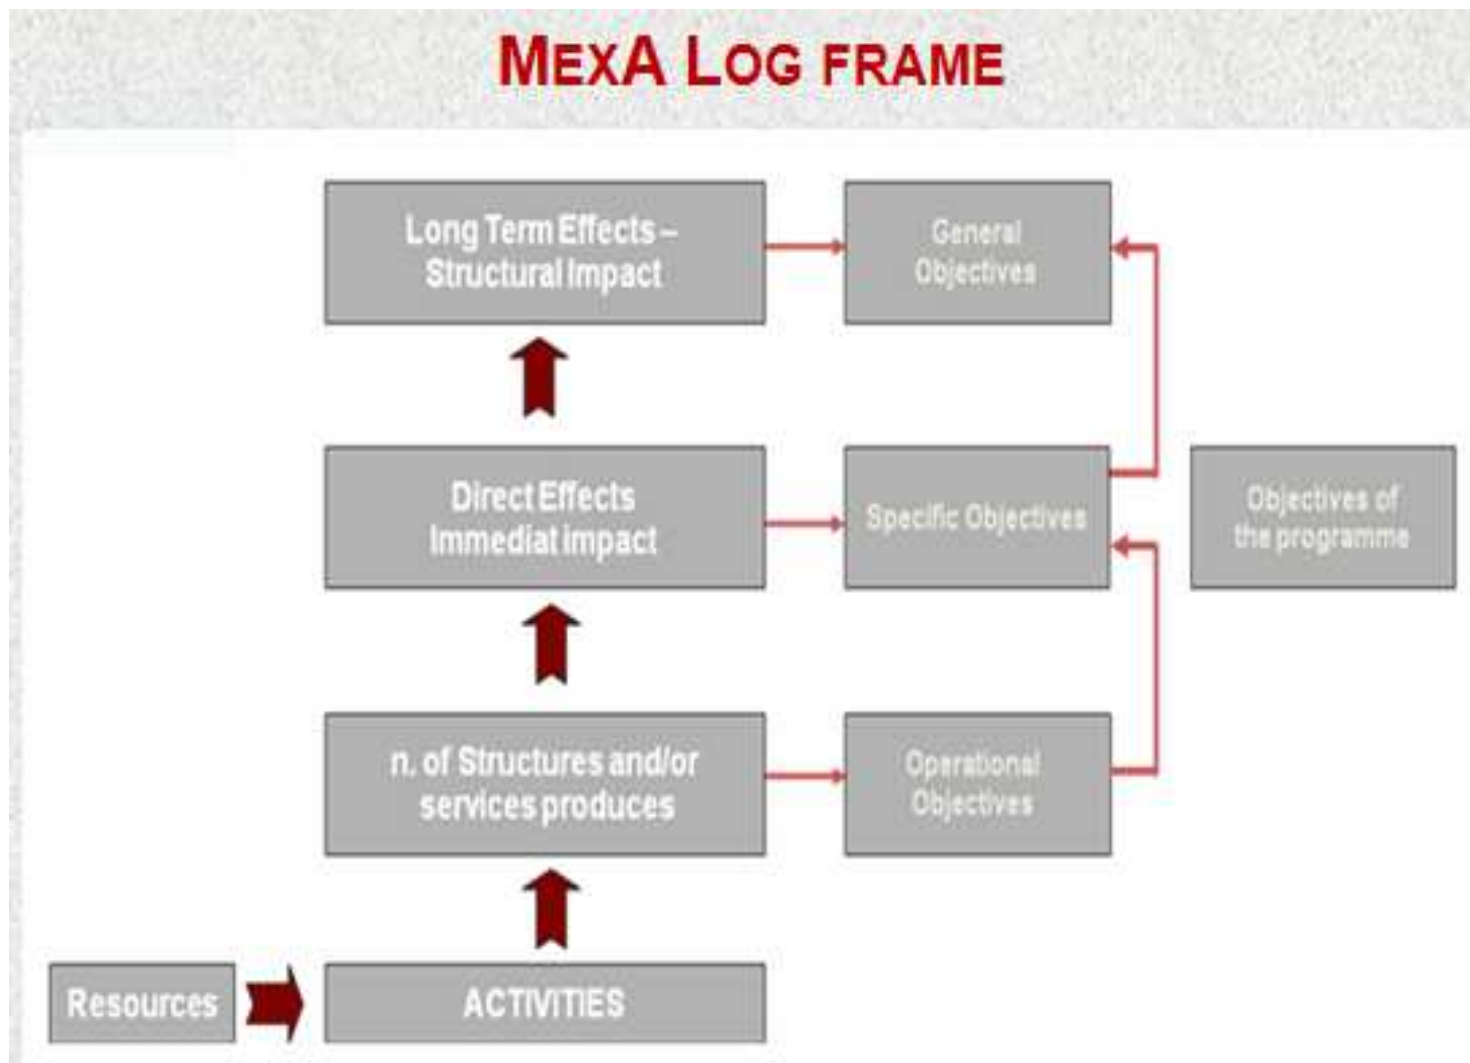 MEXA LOG FRAME
Long Term Effects –
Structural Impact
General
Objectives
Direct Effects
Immediat impact
Specific Objectives
Objectives of
the programme
n. of Structures and/or
services produces
Operational
Objectives
Resources
ACTIVITIES